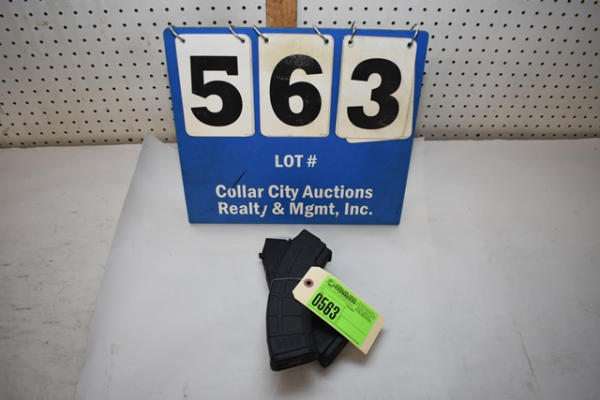 563
LOT #
Collar City Auctions
Realty & Mgmt, Inc.
0563